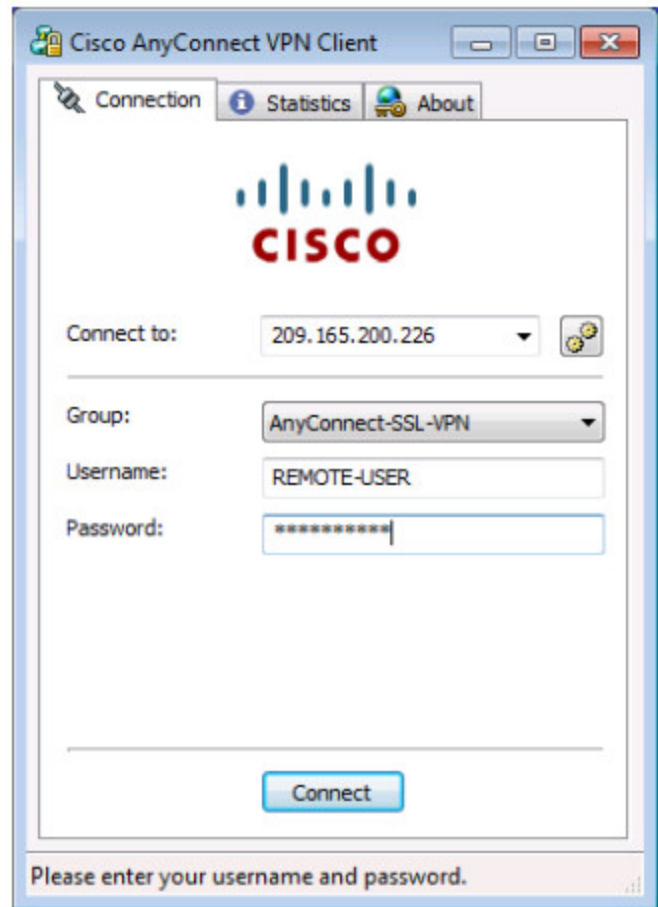 Cisco AnyConnect VPN Client
Connection Statistics About
CISCO
Connect to: 209.165.200.226
Group: AnyConnect-SSL-VPN
Username: REMOTE-USER
Password: **********
Connect
Please enter your username and password.